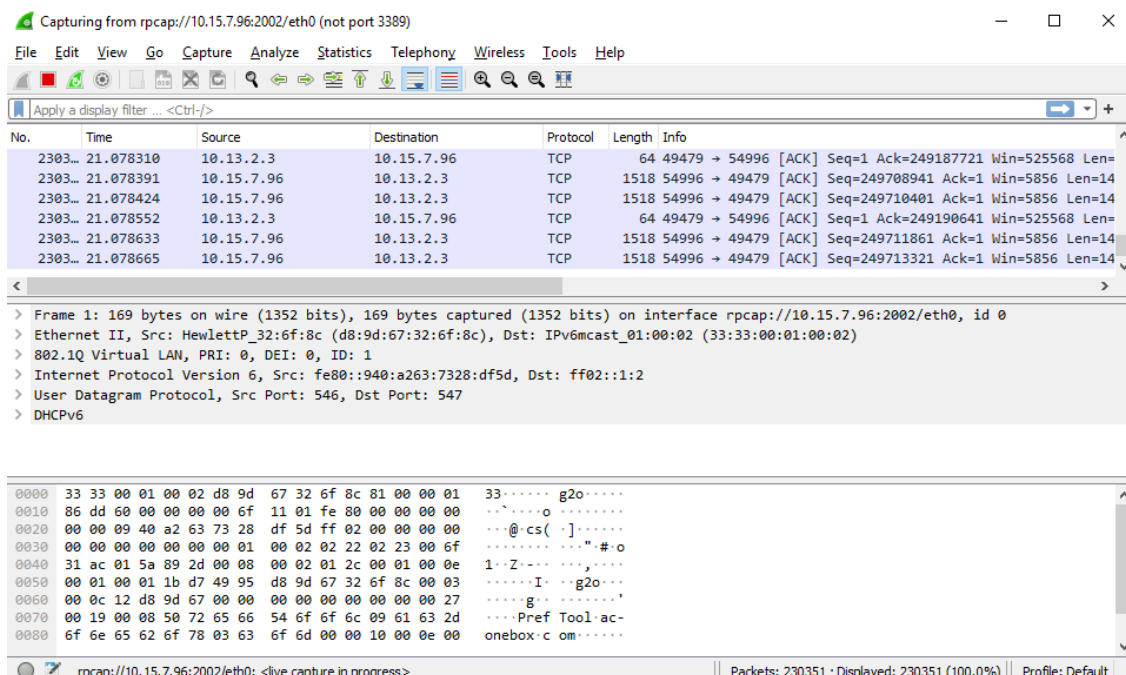 Capturing from rpcap://10.15.7.96:2002/eth0 (not port 3389)
File Edit View Go Capture Analyze Statistics Telephony Wireless Tools Help
Apply a display filter ... <Ctrl-/>
No. Time Source Destination Protocol Length Info
2303… 21.078310 10.13.2.3 10.15.7.96 TCP 64 49479 → 54996 [ACK] Seq=1 Ack=249187721 Win=525568 Len=
2303… 21.078391 10.15.7.96 10.13.2.3 TCP 1518 54996 → 49479 [ACK] Seq=249708941 Ack=1 Win=5856 Len=14
2303… 21.078424 10.15.7.96 10.13.2.3 TCP 1518 54996 → 49479 [ACK] Seq=249710401 Ack=1 Win=5856 Len=14
2303… 21.078552 10.13.2.3 10.15.7.96 TCP 64 49479 → 54996 [ACK] Seq=1 Ack=249190641 Win=525568 Len=
2303… 21.078633 10.15.7.96 10.13.2.3 TCP 1518 54996 → 49479 [ACK] Seq=249711861 Ack=1 Win=5856 Len=14
2303… 21.078665 10.15.7.96 10.13.2.3 TCP 1518 54996 → 49479 [ACK] Seq=249713321 Ack=1 Win=5856 Len=14
> Frame 1: 169 bytes on wire (1352 bits), 169 bytes captured (1352 bits) on interface rpcap://10.15.7.96:2002/eth0, id 0
> Ethernet II, Src: HewlettP_32:6f:8c (d8:9d:67:32:6f:8c), Dst: IPv6mcast_01:00:02 (33:33:00:01:00:02)
> 802.1Q Virtual LAN, PRI: 0, DEI: 0, ID: 1
> Internet Protocol Version 6, Src: fe80::940:a263:7328:df5d, Dst: ff02::1:2
> User Datagram Protocol, Src Port: 546, Dst Port: 547
> DHCPv6
0000 33 33 00 01 00 02 d8 9d 67 32 6f 8c 81 00 00 01 33······ g2o·····
0010 86 dd 60 00 00 00 00 6f 11 01 fe 80 00 00 00 00 ··`····o ········
0020 00 00 09 40 a2 63 73 28 df 5d ff 02 00 00 00 00 ···@·cs( ·]······
0030 00 00 00 00 00 00 00 01 00 02 02 22 02 23 00 6f ········ ···"·#·o
0040 31 ac 01 5a 89 2d 00 08 00 02 01 2c 00 01 00 0e 1··Z·-·· ···,····
0050 00 01 00 01 1b d7 49 95 d8 9d 67 32 6f 8c 00 03 ······I· ··g2o···
0060 00 0c 12 d8 9d 67 00 00 00 00 00 00 00 00 00 27 ·····g·· ·······'
0070 00 19 00 08 50 72 65 66 54 6f 6f 6c 09 61 63 2d ····Pref Tool·ac-
0080 6f 6e 65 62 6f 78 03 63 6f 6d 00 00 10 00 0e 00 onebox·c om······
rpcap://10.15.7.96:2002/eth0: <live capture in progress> Packets: 230351 · Displayed: 230351 (100.0%) Profile: Default